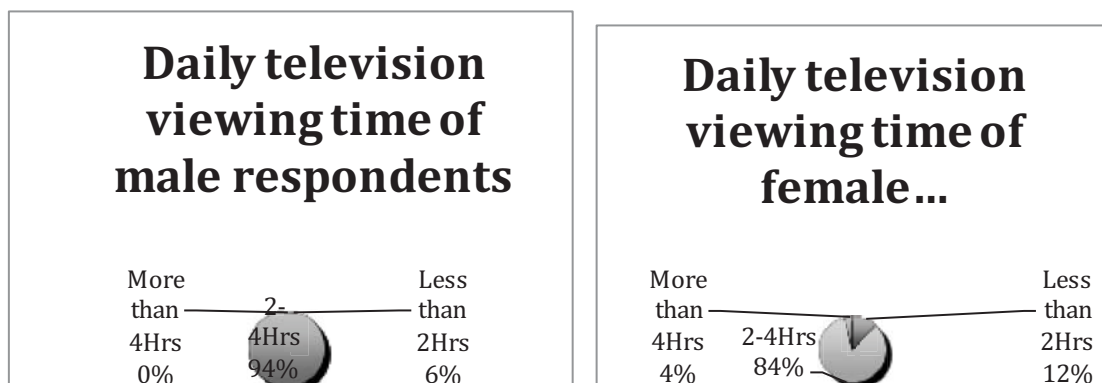 Daily television
viewing time of
male respondents
More
than
4Hrs
0%
2-
4Hrs
94%
Less
than
2Hrs
6%
Daily television
viewing time of
female...
More
than
4Hrs
4%
2-4Hrs
84%
Less
than
2Hrs
12%